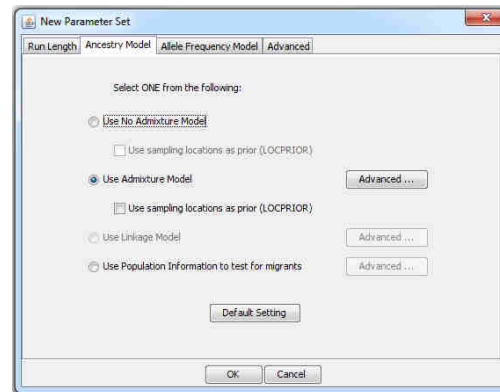 New Parameter Set
Run Length Ancestry Model Allele Frequency Model Advanced
Select ONE from the following:
Use No Admixture Model
Use sampling locations as prior (LOCPRIOR)
Use Admixture Model Advanced ...
Use sampling locations as prior (LOCPRIOR)
Use Linkage Model Advanced ...
Use Population Information to test for migrants Advanced ...
Default Setting
OK Cancel